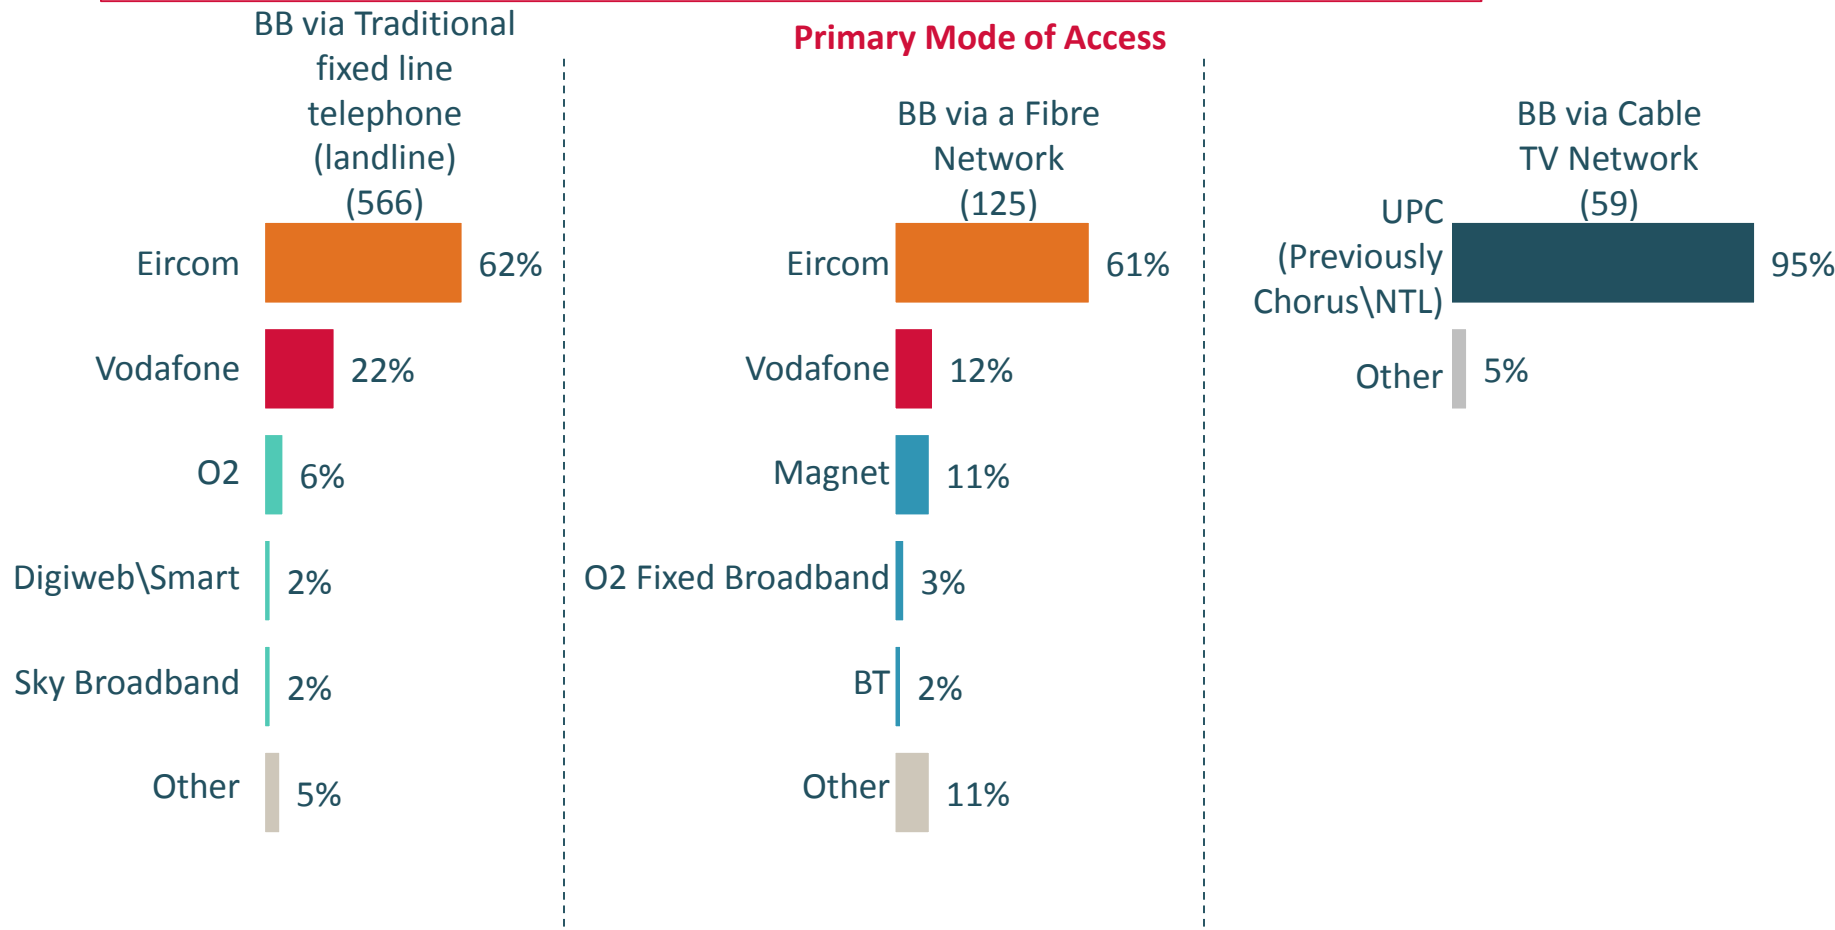 Primary Mode of Access
BB via Traditional
fixed line
telephone
(landline)
(566)
Eircom
62%
Vodafone
22%
O2
6%
Digiweb\Smart
2%
Sky Broadband
2%
Other
5%
BB via a Fibre
Network
(125)
Eircom
61%
Vodafone
12%
Magnet
11%
O2 Fixed Broadband
3%
BT
2%
Other
11%
BB via Cable
TV Network
(59)
UPC
(Previously
Chorus\NTL)
95%
Other
5%